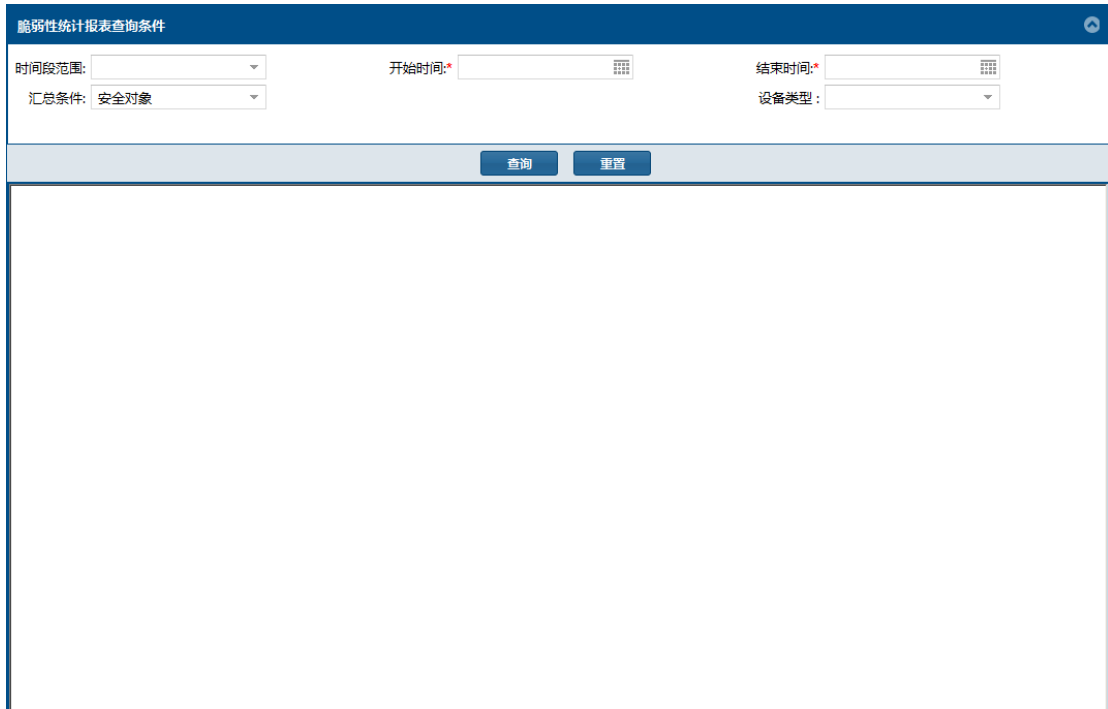 脆弱性统计报表查询条件
时间段范围: 开始时间:* 结束时间:*
汇总条件: 安全对象 设备类型 :
查询 重置